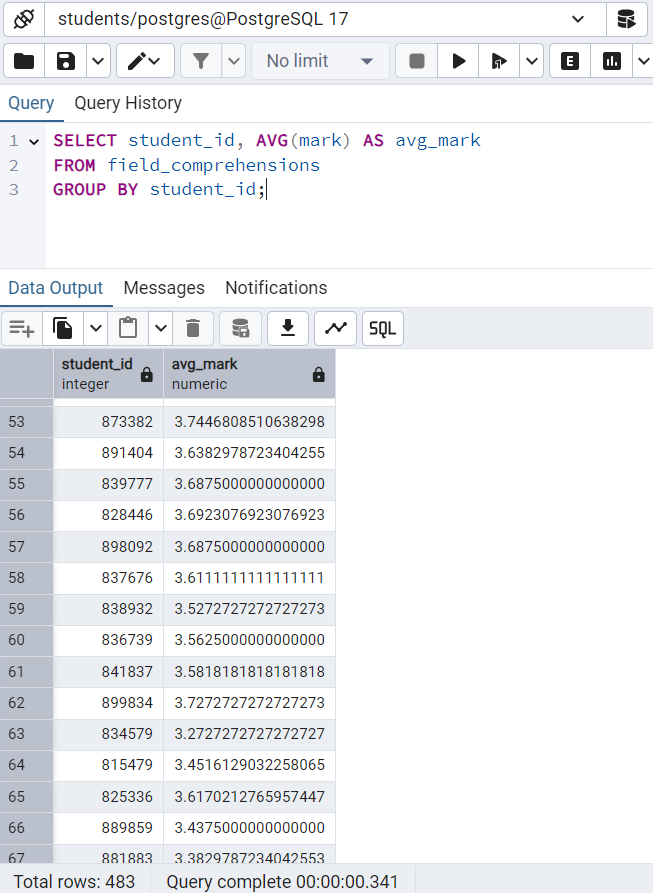 students/postgres@PostgreSQL 17
No limit
E
Query Query History
1 SELECT student_id, AVG(mark) AS avg_mark
2 FROM field_comprehensions
3 GROUP BY student_id;
Data Output Messages Notifications
SQL
student_id avg_mark
integer numeric
53 873382 3.7446808510638298
54 891404 3.6382978723404255
55 839777 3.6875000000000000
56 828446 3.6923076923076923
57 898092 3.6875000000000000
58 837676 3.6111111111111111
59 838932 3.5272727272727273
60 836739 3.5625000000000000
61 841837 3.5818181818181818
62 899834 3.7272727272727273
63 834579 3.2727272727272727
64 815479 3.4516129032258065
65 825336 3.6170212765957447
66 889859 3.4375000000000000
67 881883 3.3829787234042553
Total rows: 483 Query complete 00:00:00.341